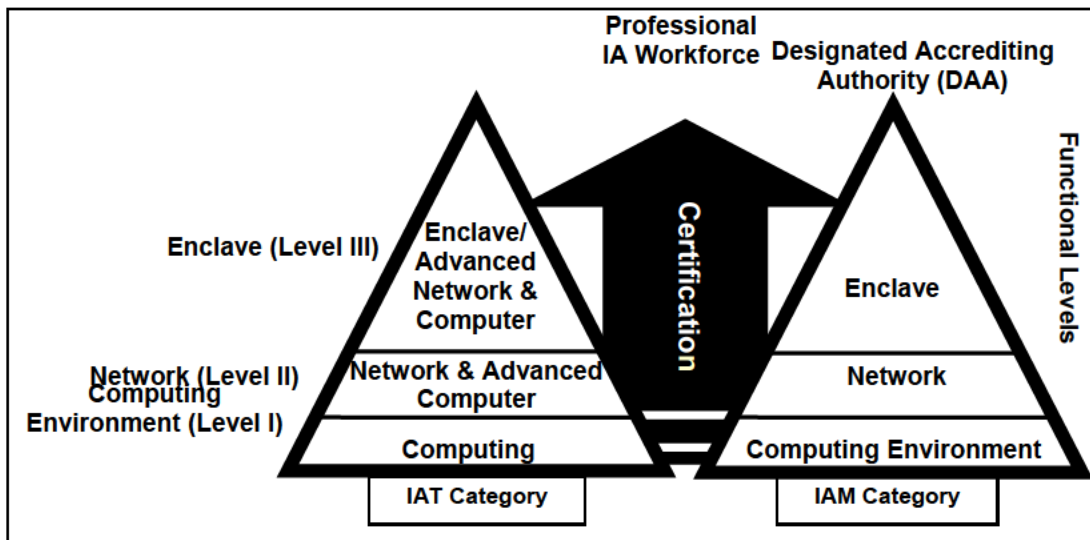 Professional
IA Workforce
Designated Accrediting
Authority (DAA)
Functional Levels
Certification
Enclave (Level III)
Network (Level II)
Computing
Environment (Level I)
Enclave/
Advanced
Network &
Computer
Network & Advanced
Computer
Computing
IAT Category
Enclave
Network
Computing Environment
IAM Category